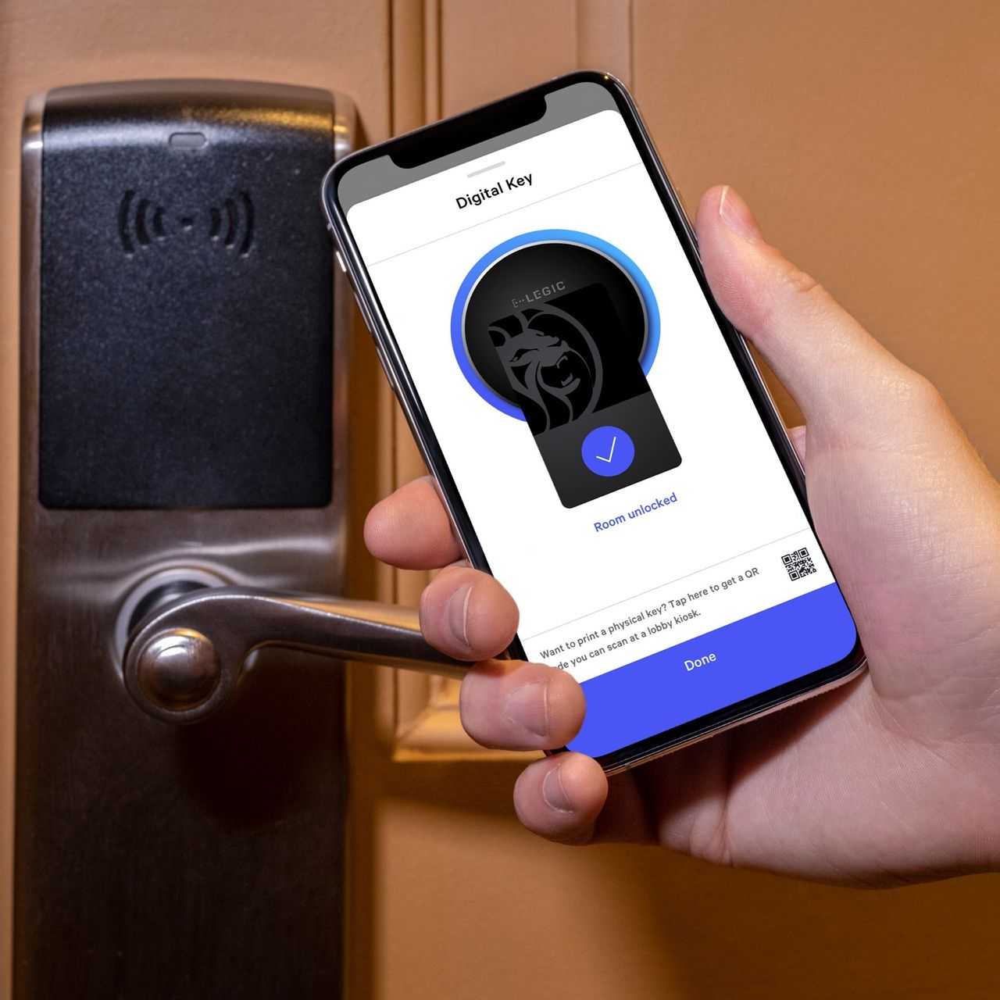 Digital Key
LEGIC
Room unlocked
Want to print a physical key? Tap here to get a QR
you can scan at a lobby kiosk.
Done